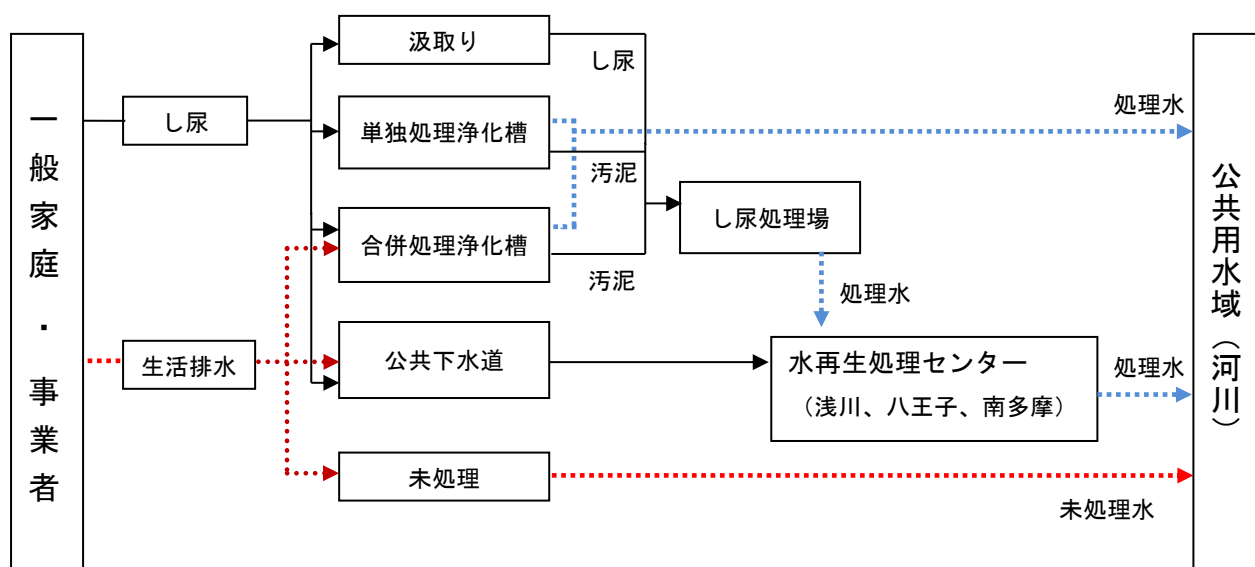 一般家庭・事業者
し尿
生活排水
汲取り
単独処理浄化槽
合併処理浄化槽
公共下水道
未処理
し尿
汚泥
汚泥
し尿処理場
処理水
水再生処理センター
（浅川、八王子、南多摩）
処理水
処理水
未処理水
公共用水域（河川）